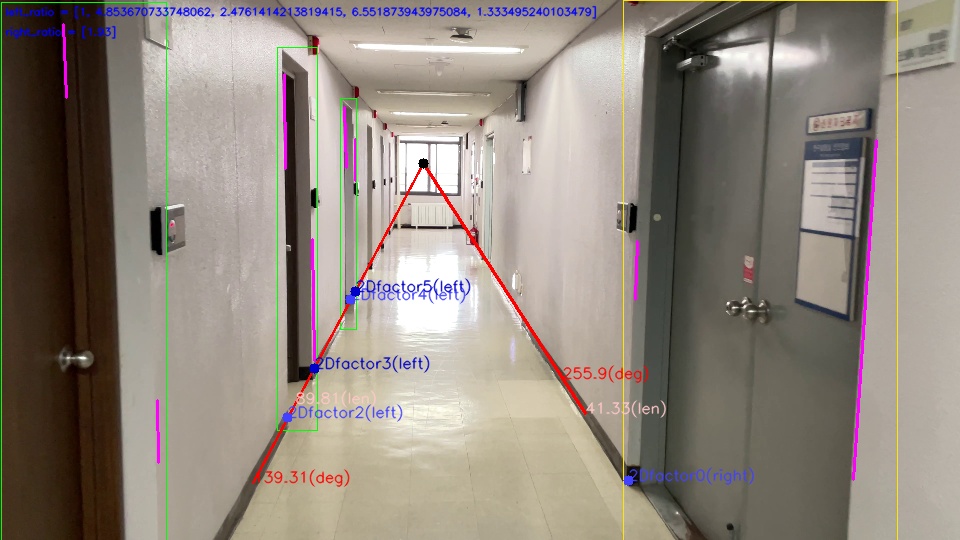 left_ratio = [1, 4.853670733748062, 2.4761414213819415, 6.551873943975084, 1.333495240103479]
right_ratio = [1.53]
2Dfactor5(left)
2Dfactor4(left)
2Dfactor3(left)
255.9(deg)
89.81(len)
41.33(len)
2Dfactor2(left)
39.31(deg)
2Dfactor0(right)